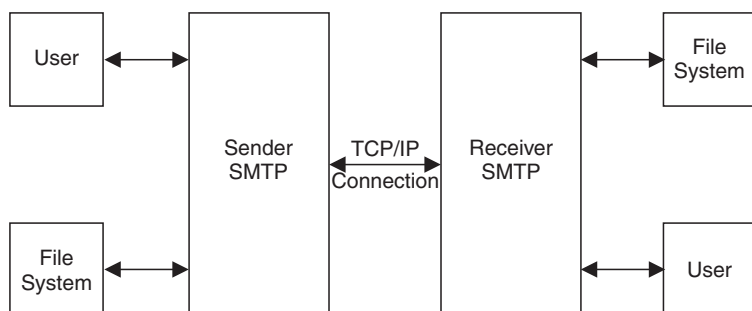 User
File
System
Sender
SMTP
TCP/IP
Connection
Receiver
SMTP
File
System
User